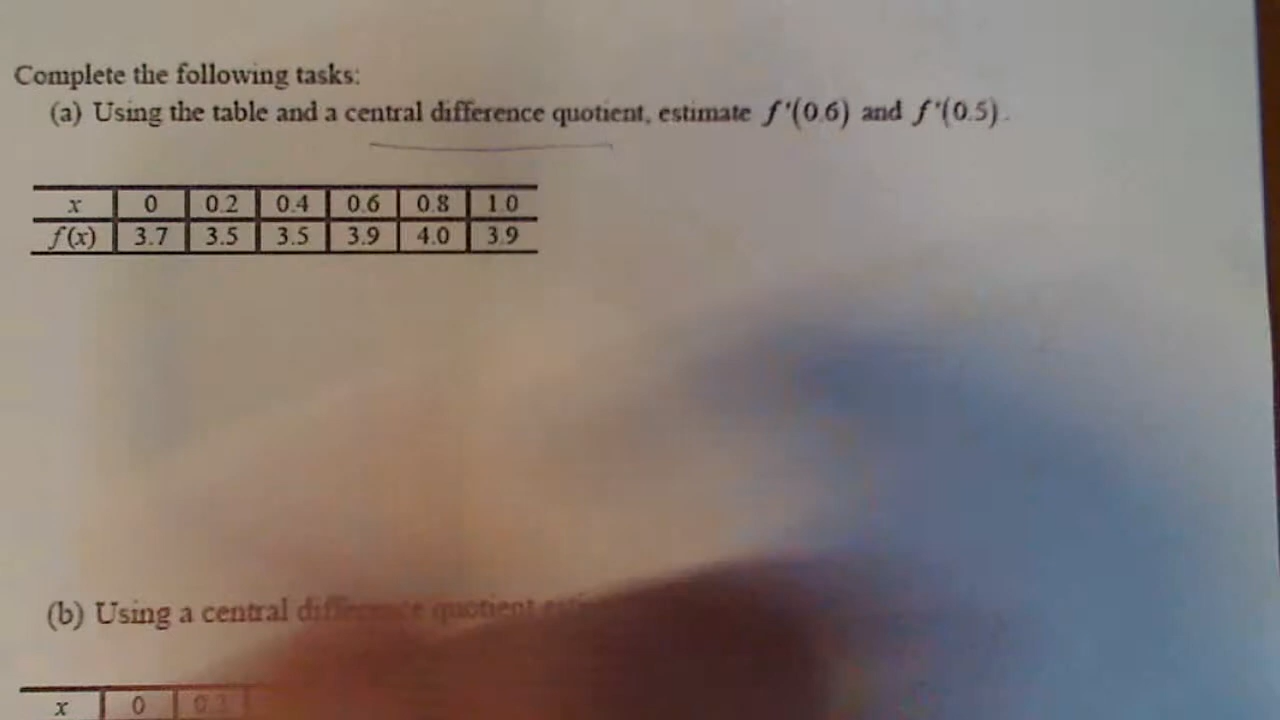 Complete the following tasks:
(a) Using the table and a central difference quotient, estimate f'(0.6) and f'(0.5).
x 0 0.2 0.4 0.6 0.8 1.0
f(x) 3.7 3.5 3.5 3.9 4.0 3.9
(b) Using a central difference quotient
x 0